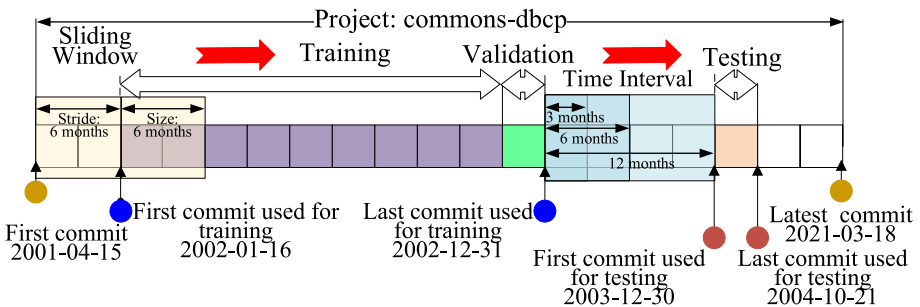 Project: commons-dbcp
Sliding
Window
Training
Validation
Testing
Time Interval
Stride:
6 months
Size:
6 months
3 months
6 months
12 months
First commit
2001-04-15
First commit used for
training
2002-01-16
Last commit used
for training
2002-12-31
First commit used
for testing
2003-12-30
Last commit used
for testing
2004-10-21
Latest commit
2021-03-18